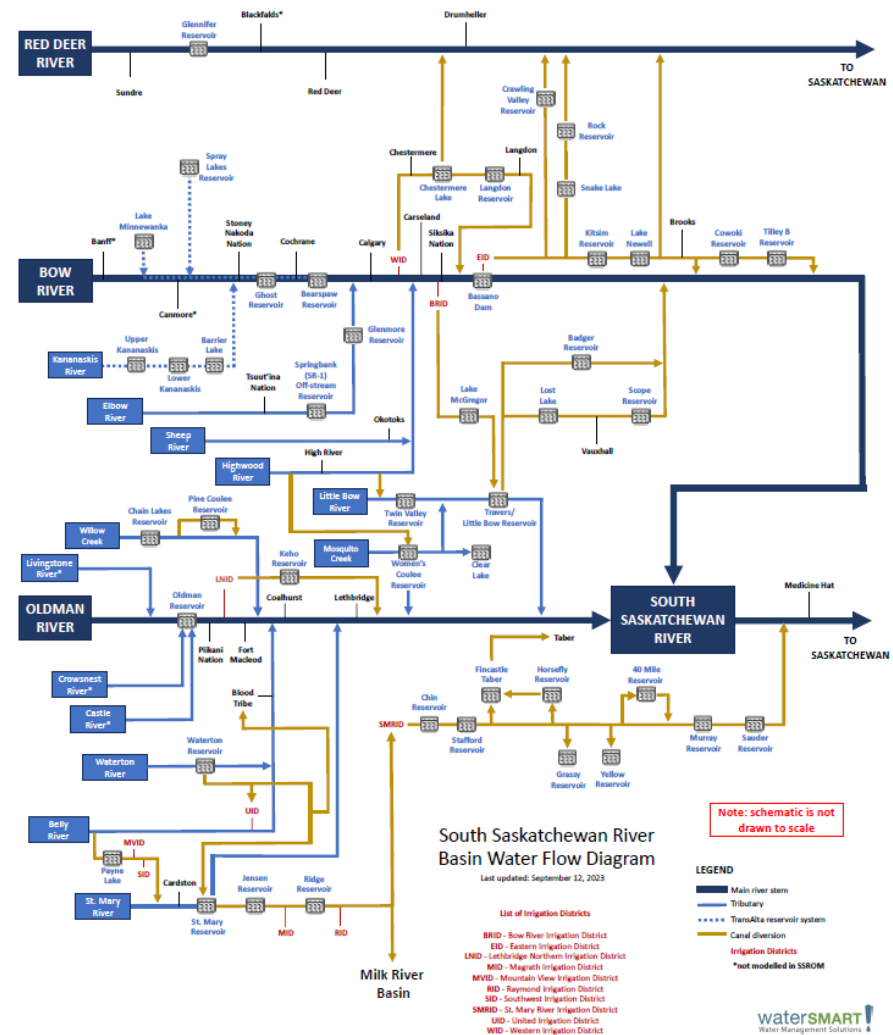 Glennifer
Reservoir
Blackfalds*
Drumheller
RED DEER
RIVER
TO
SASKATCHEWAN
Sundre
Red Deer
Crawling
Valley
Reservoir
Rock
Reservoir
Chestermere
Langdon
Spray
Lakes
Reservoir
Chestermere
Lake
Langdon
Reservoir
Snake Lake
Lake
Minnewanka
Stoney
Nakoda
Nation
Banff*
Cochrane
Calgary
Carseland
Siksika
Nation
WID
EID
Kitsim
Reservoir
Lake
Newell
Brooks
Cowoki
Reservoir
Tilley B
Reservoir
BOW
RIVER
Canmore*
Ghost
Reservoir
Bearspaw
Reservoir
BRID
Bassano
Dam
Upper
Kananaskis
Barrier
Lake
Glenmore
Reservoir
Badger
Reservoir
Kananaskis
River
Lower
Kananaskis
Tsuut'ina
Nation
Springbank
(SR-1)
Off-stream
Reservoir
Lake
McGregor
Lost
Lake
Scope
Reservoir
Elbow
River
Okotoks
Sheep
River
Vauxhall
High River
Highwood
River
Little Bow
River
Twin Valley
Reservoir
Travers/
Little Bow Reservoir
Chain Lakes
Reservoir
Pine Coulee
Reservoir
Willow
Creek
Mosquito
Creek
Women's
Coulee
Reservoir
Clear
Lake
Livingstone
River*
Keho
Reservoir
LNID
Oldman
Reservoir
Coalhurst
Lethbridge
Medicine Hat
OLDMAN
RIVER
SOUTH
SASKATCHEWAN
RIVER
TO
SASKATCHEWAN
Piikani
Nation
Fort
Macleod
Taber
Crowsnest
River*
Castle
River*
Blood
Tribe
Fincastle
Taber
Horsefly
Reservoir
40 Mile
Reservoir
Chin
Reservoir
SMRID
Stafford
Reservoir
Murray
Reservoir
Sauder
Reservoir
Waterton
Reservoir
Waterton
River
Grassy
Reservoir
Yellow
Reservoir
UID
Belly
River
MVID
SID
Payne
Lake
Cardston
Jensen
Reservoir
Ridge
Reservoir
St. Mary
River
St. Mary
Reservoir
MID
RID
Milk River
Basin
South Saskatchewan River
Basin Water Flow Diagram
Last updated: September 12, 2023
Note: schematic is not
drawn to scale
List of Irrigation Districts
BRID - Bow River Irrigation District
EID - Eastern Irrigation District
LNID - Lethbridge Northern Irrigation District
MID - Magrath Irrigation District
MVID - Mountain View Irrigation District
RID - Raymond Irrigation District
SID - Southwest Irrigation District
SMRID - St. Mary River Irrigation District
UID - United Irrigation District
WID - Western Irrigation District
LEGEND
Main river stem
Tributary
TransAlta reservoir system
Canal diversion
Irrigation Districts
*not modelled in SSROM
waterSMART
Water Management Solutions